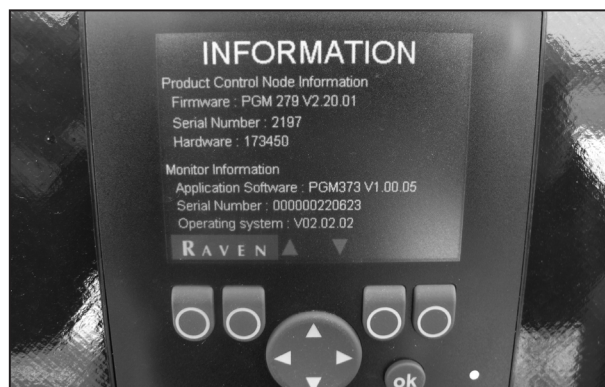 INFORMATION
Product Control Node Information
Firmware : PGM 279 V2.20.01
Serial Number : 2197
Hardware : 173450
Monitor Information
Application Software : PGM373 V1.00.05
Serial Number : 000000220623
Operating system : V02.02.02
RAVEN
ok